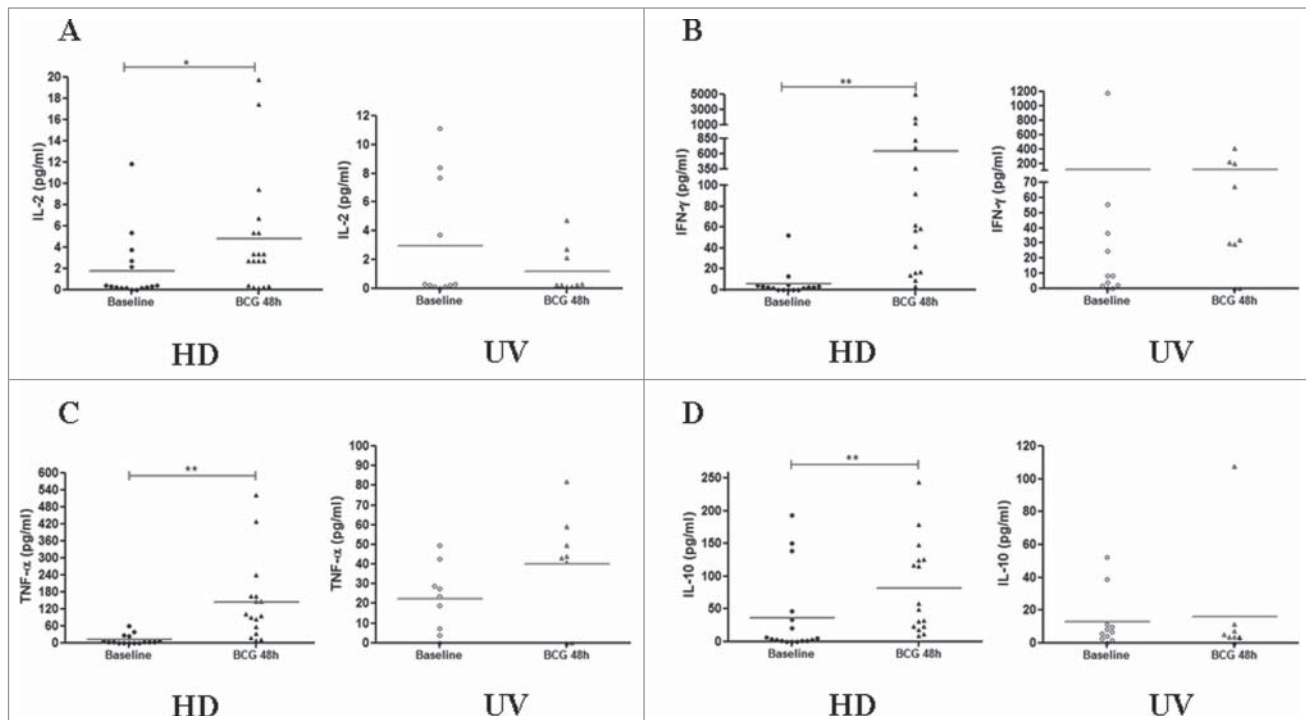 A
*
IL-2 (pg/ml)
20
18
16
14
12
10
8
6
4
2
0
Baseline
BCG 48h
HD
IL-2 (pg/ml)
12
10
8
6
4
2
0
Baseline
BCG 48h
UV
B
**
IFN-γ (pg/ml)
5000
3000
1000
850
600
350
100
80
60
40
20
0
Baseline
BCG 48h
HD
IFN-γ (pg/ml)
1200
1000
800
600
400
200
70
60
50
40
30
20
10
0
Baseline
BCG 48h
UV
C
**
TNF-α (pg/ml)
600
540
480
420
360
300
240
180
120
60
0
Baseline
BCG 48h
HD
TNF-α (pg/ml)
100
90
80
70
60
50
40
30
20
10
0
Baseline
BCG 48h
UV
D
**
IL-10 (pg/ml)
250
200
150
100
50
0
Baseline
BCG 48h
HD
IL-10 (pg/ml)
120
100
80
60
40
20
0
Baseline
BCG 48h
UV